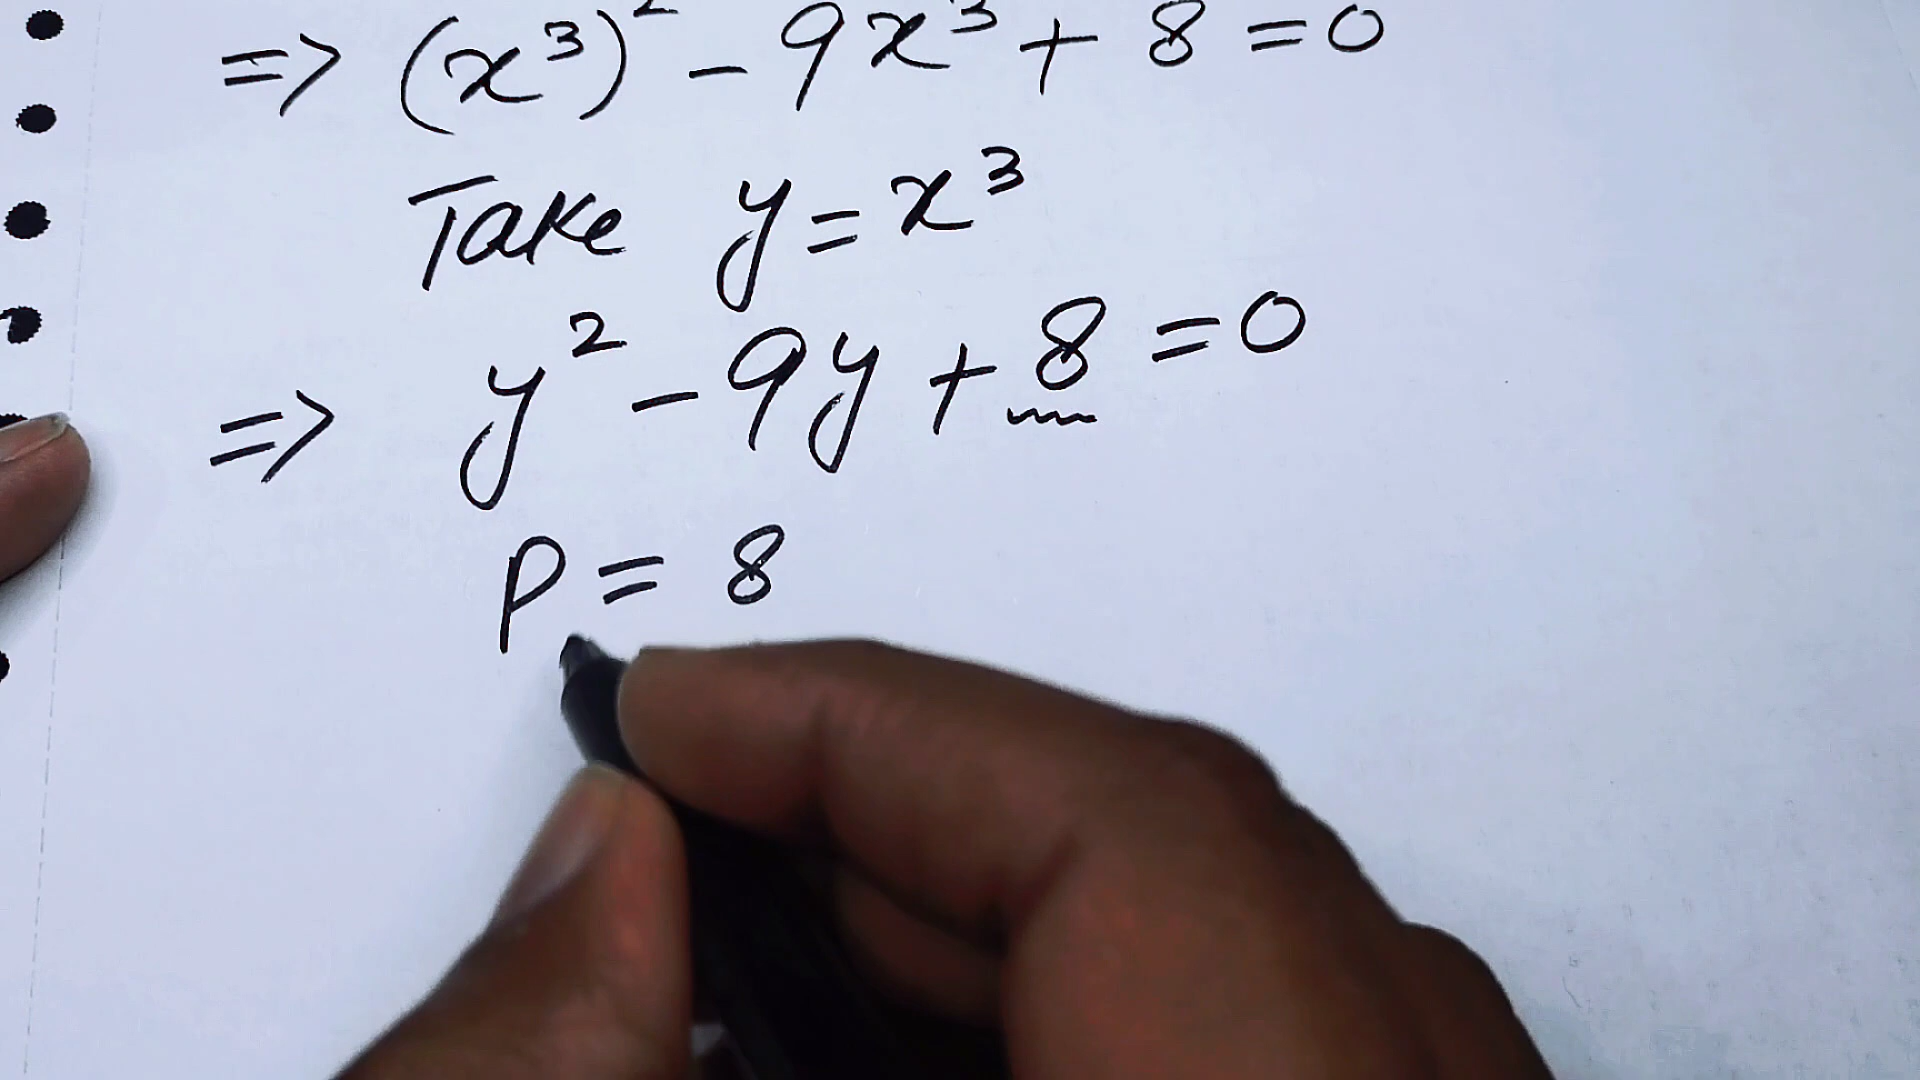 => (x³)² - 9x³ + 8 = 0
Take y = x³
=> y² - 9y + 8 = 0
P = 8